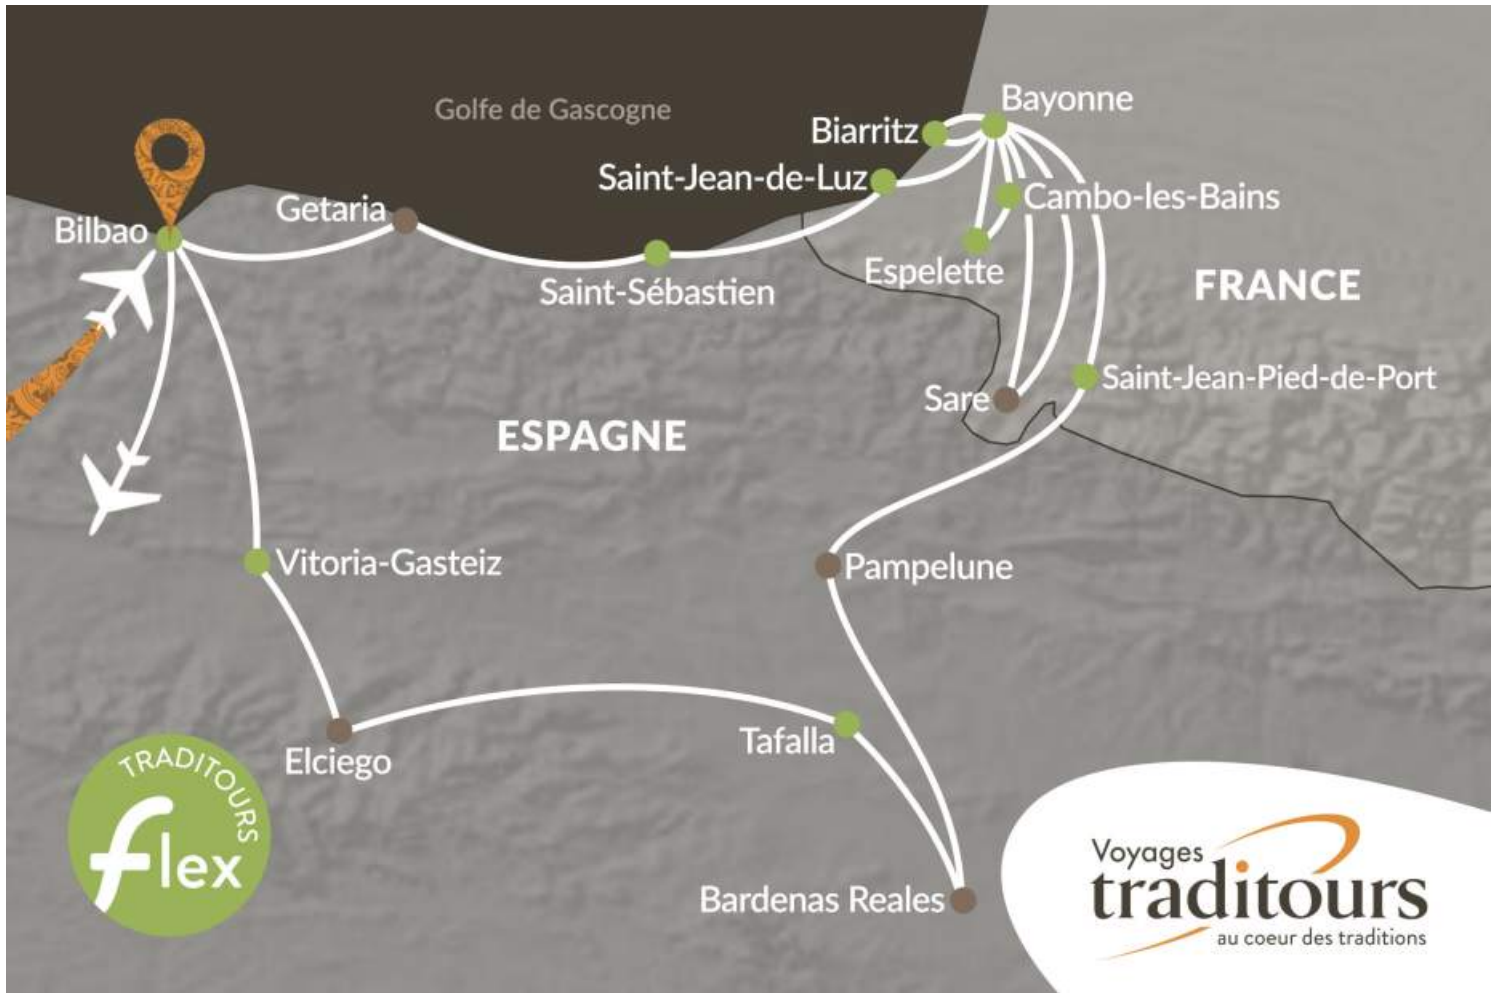 Golfe de Gascogne
Bayonne
Biarritz
Saint-Jean-de-Luz
Cambo-les-Bains
Getaria
Bilbao
Espelette
FRANCE
Saint-Sébastien
Saint-Jean-Pied-de-Port
Sare
ESPAGNE
Vitoria-Gasteiz
Pampelune
Tafalla
Elciego
Bardenas Reales
TRADITOURS
flex
Voyages
traditours
au coeur des traditions